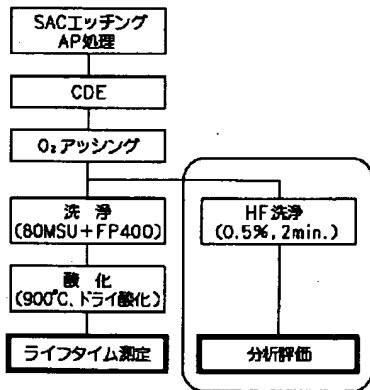 SACエッチング
AP処理
CDE
O₂アッシング
洗浄
(80MSU+FP400)
HF洗浄
(0.5%, 2min.)
酸化
(900℃、ドライ酸化)
ライフタイム測定
分析評価